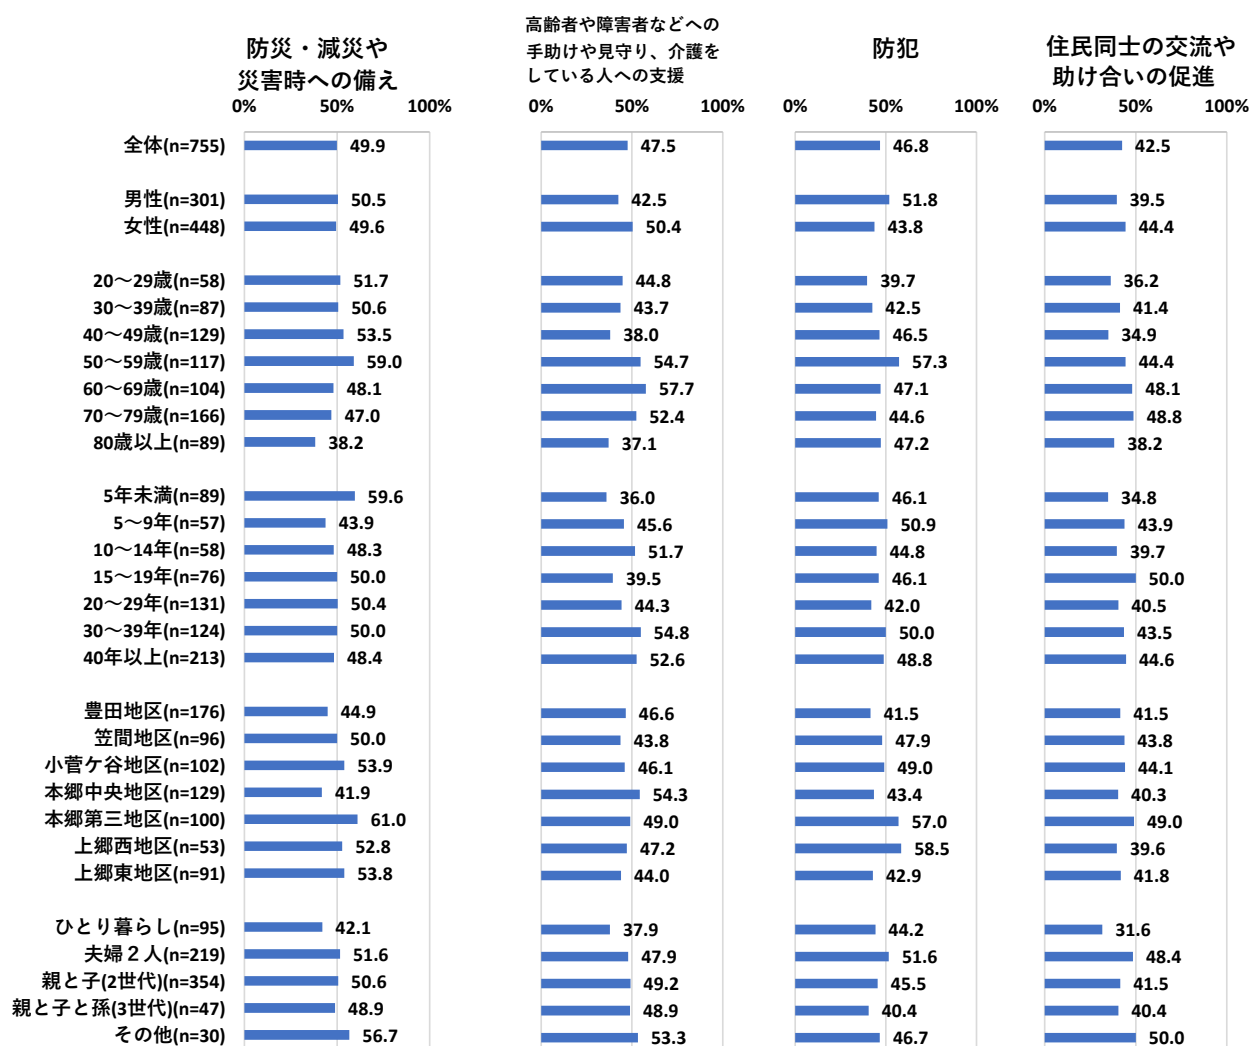 防災・減災や
災害時への備え
高齢者や障害者などへの
手助けや見守り、介護を
している人への支援
防犯
住民同士の交流や
助け合いの促進
0% 50% 100% 0% 50% 100% 0% 50% 100% 0% 50% 100%
全体(n=755) 49.9 47.5 46.8 42.5
男性(n=301) 50.5 42.5 51.8 39.5
女性(n=448) 49.6 50.4 43.8 44.4
20～29歳(n=58) 51.7 44.8 39.7 36.2
30～39歳(n=87) 50.6 43.7 42.5 41.4
40～49歳(n=129) 53.5 38.0 46.5 34.9
50～59歳(n=117) 59.0 54.7 57.3 44.4
60～69歳(n=104) 48.1 57.7 47.1 48.1
70～79歳(n=166) 47.0 52.4 44.6 48.8
80歳以上(n=89) 38.2 37.1 47.2 38.2
5年未満(n=89) 59.6 36.0 46.1 34.8
5～9年(n=57) 43.9 45.6 50.9 43.9
10～14年(n=58) 48.3 51.7 44.8 39.7
15～19年(n=76) 50.0 39.5 46.1 50.0
20～29年(n=131) 50.4 44.3 42.0 40.5
30～39年(n=124) 50.0 54.8 50.0 43.5
40年以上(n=213) 48.4 52.6 48.8 44.6
豊田地区(n=176) 44.9 46.6 41.5 41.5
笠間地区(n=96) 50.0 43.8 47.9 43.8
小菅ケ谷地区(n=102) 53.9 46.1 49.0 44.1
本郷中央地区(n=129) 41.9 54.3 43.4 40.3
本郷第三地区(n=100) 61.0 49.0 57.0 49.0
上郷西地区(n=53) 52.8 47.2 58.5 39.6
上郷東地区(n=91) 53.8 44.0 42.9 41.8
ひとり暮らし(n=95) 42.1 37.9 44.2 31.6
夫婦２人(n=219) 51.6 47.9 51.6 48.4
親と子(2世代)(n=354) 50.6 49.2 45.5 41.5
親と子と孫(3世代)(n=47) 48.9 48.9 40.4 40.4
その他(n=30) 56.7 53.3 46.7 50.0